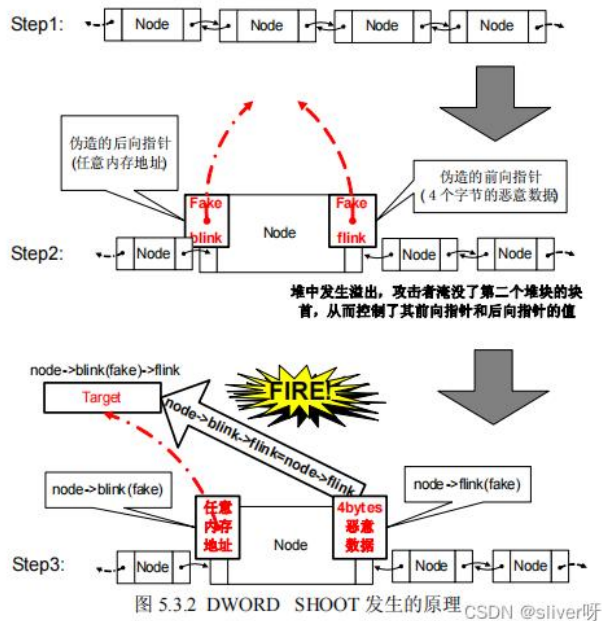 Step1:
Node
Node
Node
Node
伪造的后向指针
(任意内存地址)
伪造的前向指针
(4个字节的恶意数据)
Fake
blink
Fake
flink
Node
Step2:
Node
Node
Node
堆中发生溢出，攻击者淹没了第二个堆块的块
首，从而控制了其前向指针和后向指针的值
node->blink(fake)->flink
Target
FIRE!
node->blink->flink=node->flink
node->blink(fake)
node->flink(fake)
任意
内存
地址
4bytes
恶意
数据
Node
Step3:
Node
Node
Node
图 5.3.2 DWORD SHOOT 发生的原理
CSDN @sliver呀